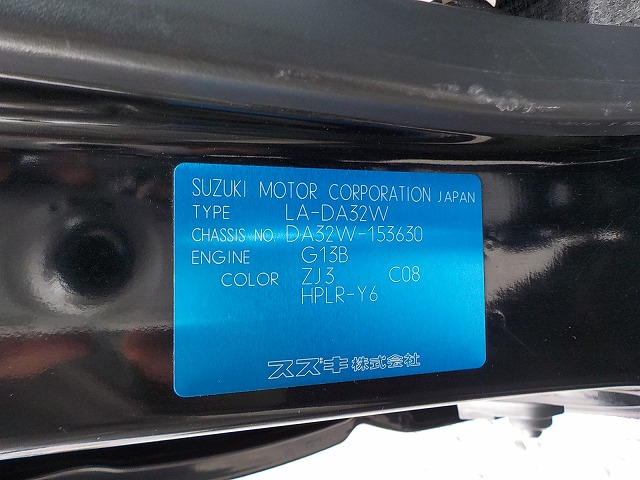 SUZUKI MOTOR CORPORATION JAPAN
TYPE LA-DA32W
CHASSIS NO. DA32W-153630
ENGINE G13B
COLOR ZJ3 C08
HPLR-Y6
スズキ株式会社